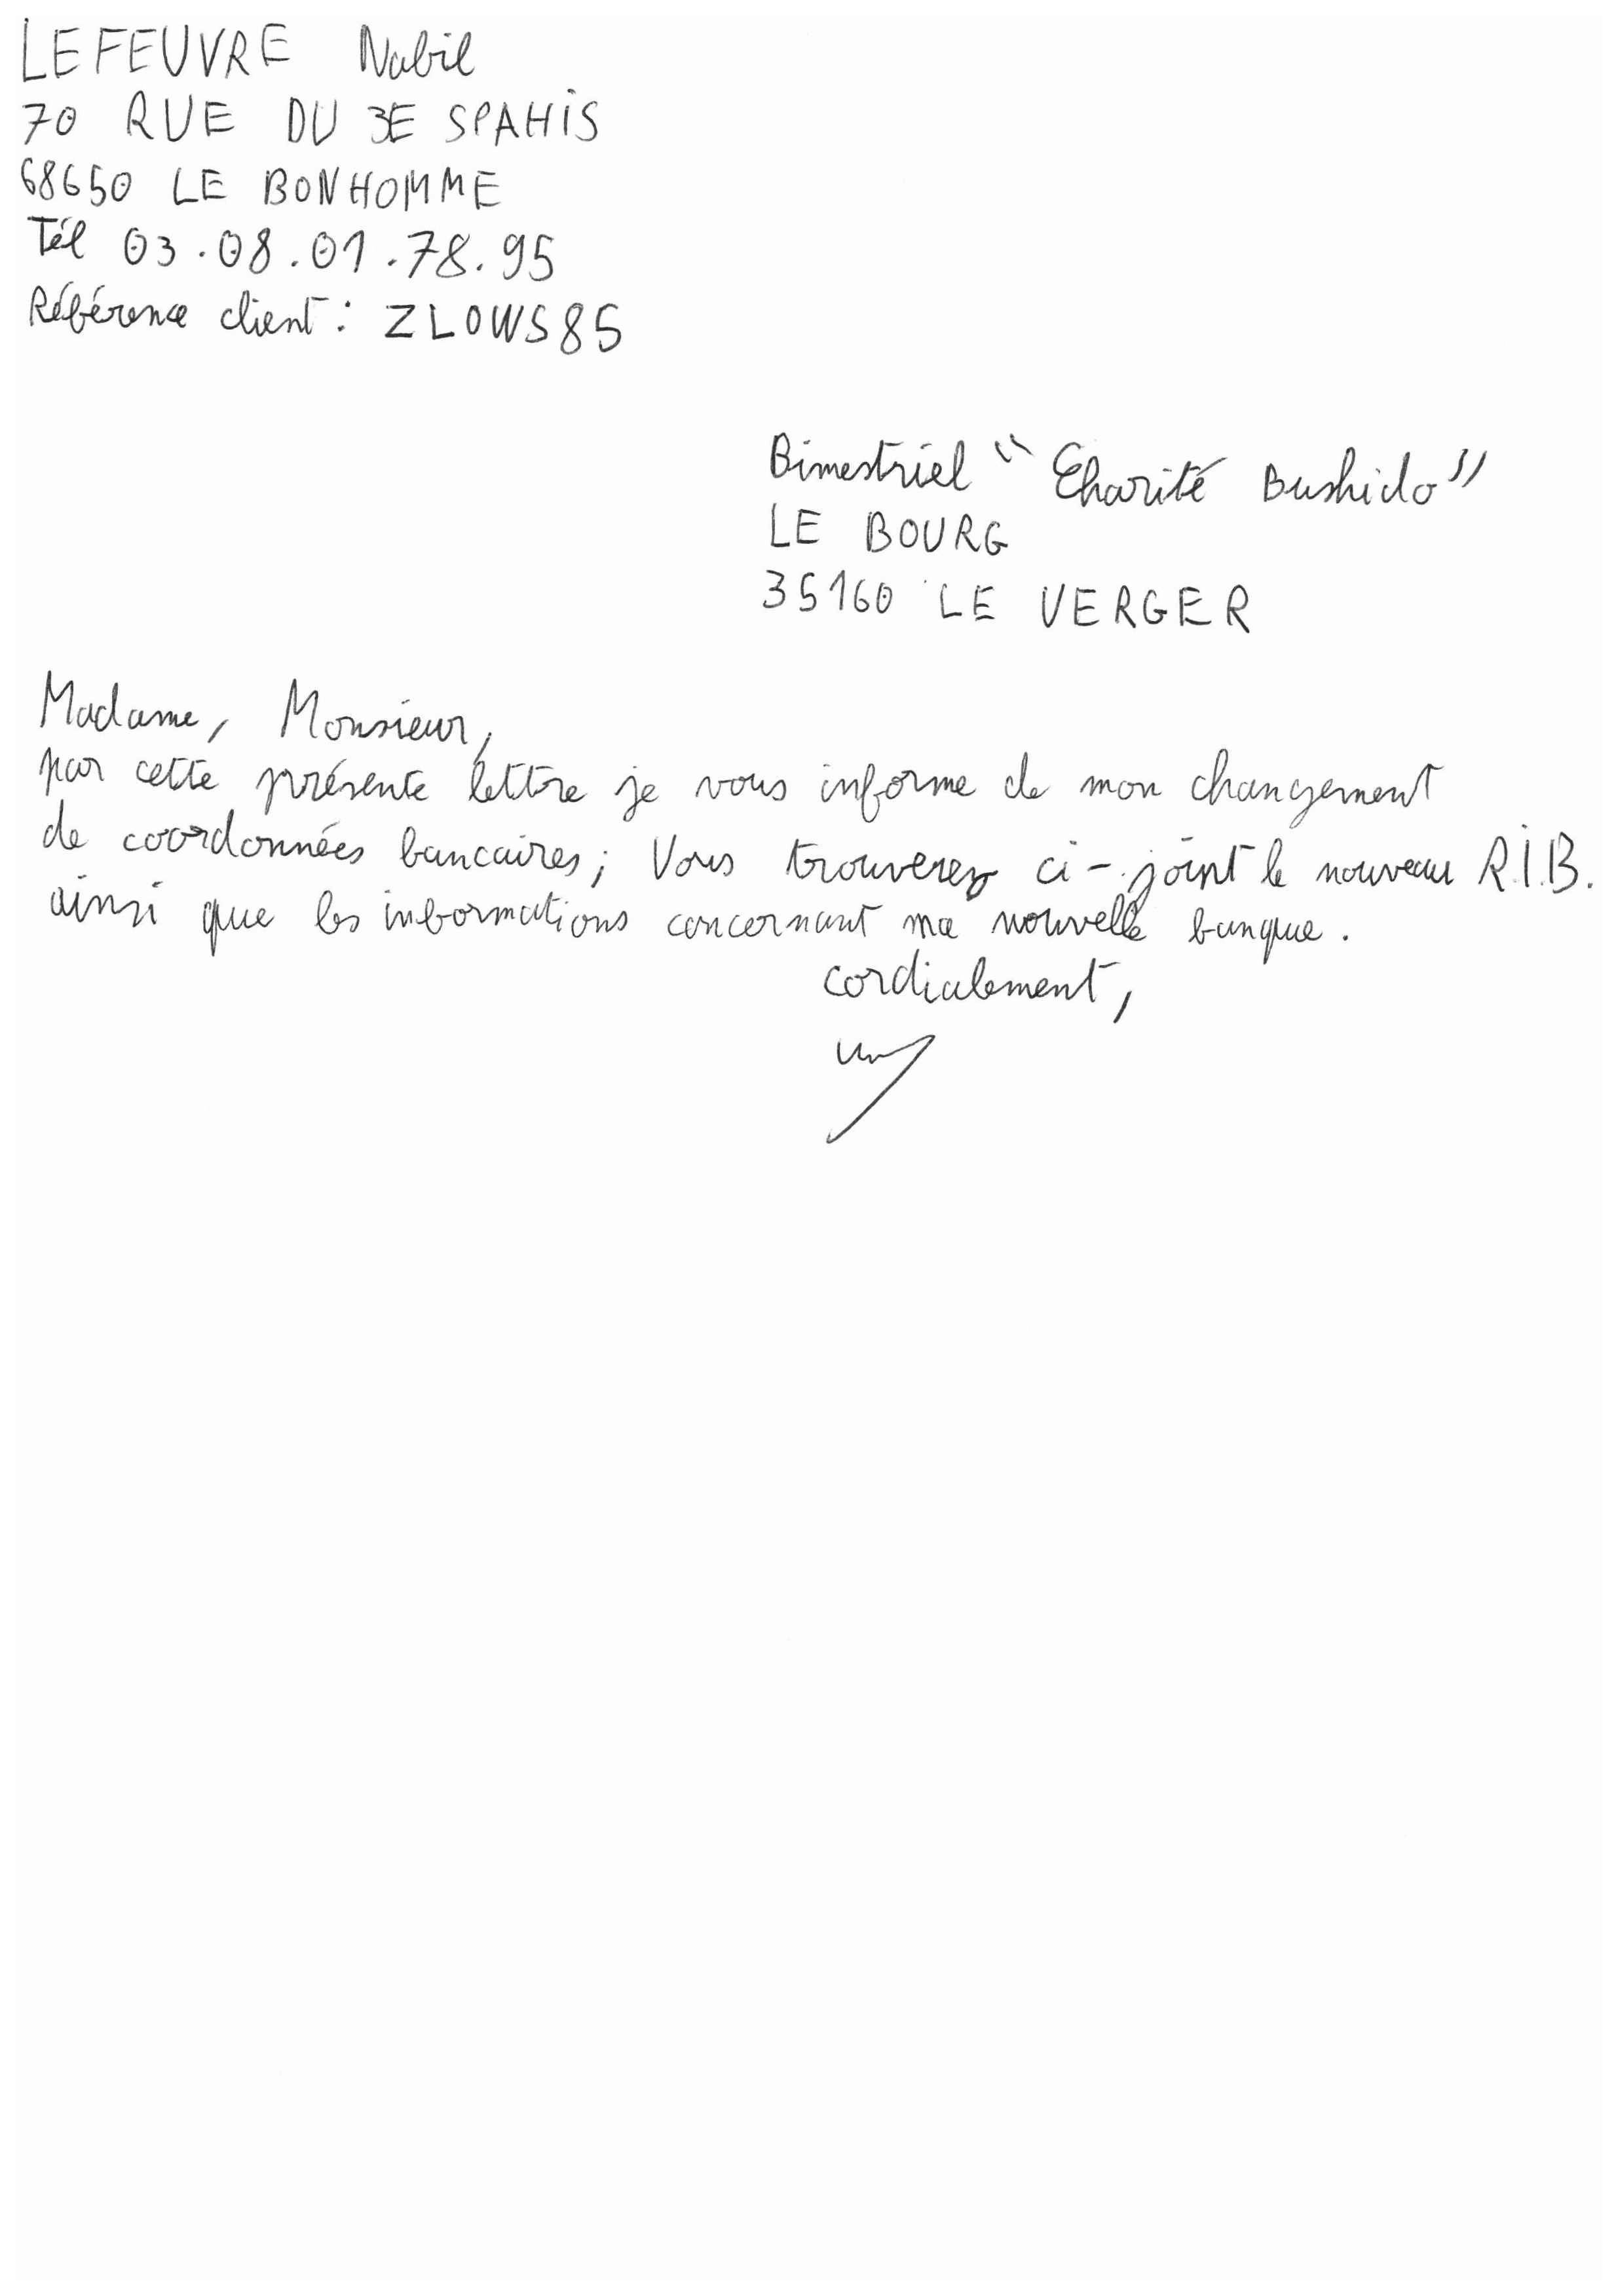 LEFEUVRE Nabil
70 RUE DU 3E SPAHIS
68650 LE BONHOMME
Tél 03.08.01.78.95
Référence client : ZLOWS85
Bimestriel "Charité Bushido"
LE BOURG
35160 LE VERGER
Madame, Monsieur,
par cette présente lettre je vous informe de mon changement
de coordonnées bancaires; Vous trouverez ci-joint le nouveau R.I.B.
ainsi que les informations concernant ma nouvelle banque.
cordialement,